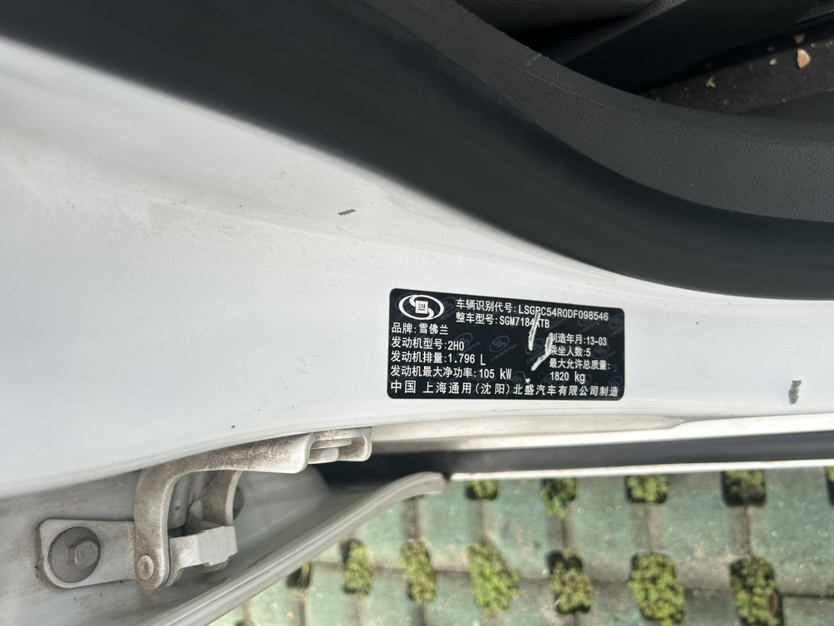 GM
车辆识别代号: LSGPC54R0DF098546
整车型号: SGM7184ATB
品牌: 雪佛兰
发动机型号: 2H0
制造年月: 13-03
发动机排量: 1.796 L
乘坐人数: 5
发动机最大净功率: 105 kW
最大允许总质量:
1820 kg
中国 上海通用(沈阳)北盛汽车有限公司制造